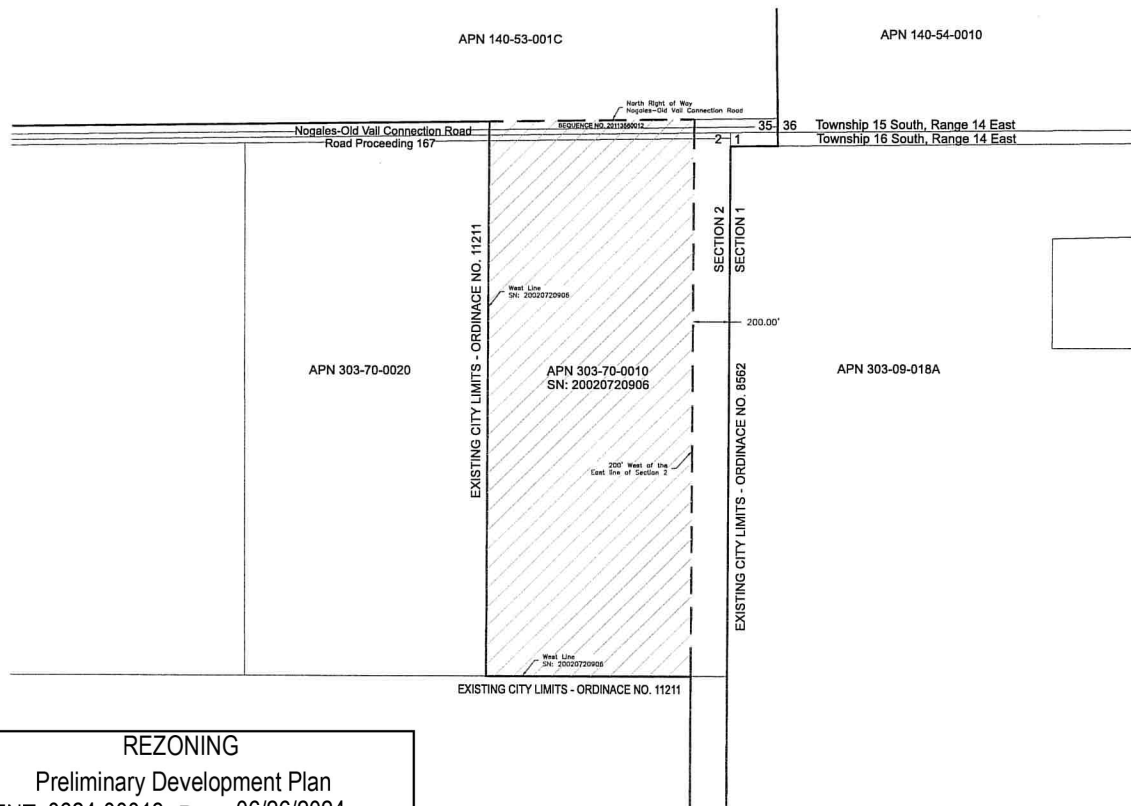 APN 140-53-001C
APN 140-54-0010
North Right of Way
Nogales-Old Vail Connection Road
SEQUENCE NO. 20113560012
Nogales-Old Vail Connection Road
Road Proceeding 167
35 36 Township 15 South, Range 14 East
2 1 Township 16 South, Range 14 East
SECTION 2
SECTION 1
EXISTING CITY LIMITS - ORDINACE NO. 11211
West Line
SN: 20020720906
200.00'
APN 303-70-0020
APN 303-70-0010
SN: 20020720906
APN 303-09-018A
EXISTING CITY LIMITS - ORDINACE NO. 8562
200' West of the
East line of Section 2
West Line
SN: 20020720906
EXISTING CITY LIMITS - ORDINACE NO. 11211
REZONING
Preliminary Development Plan